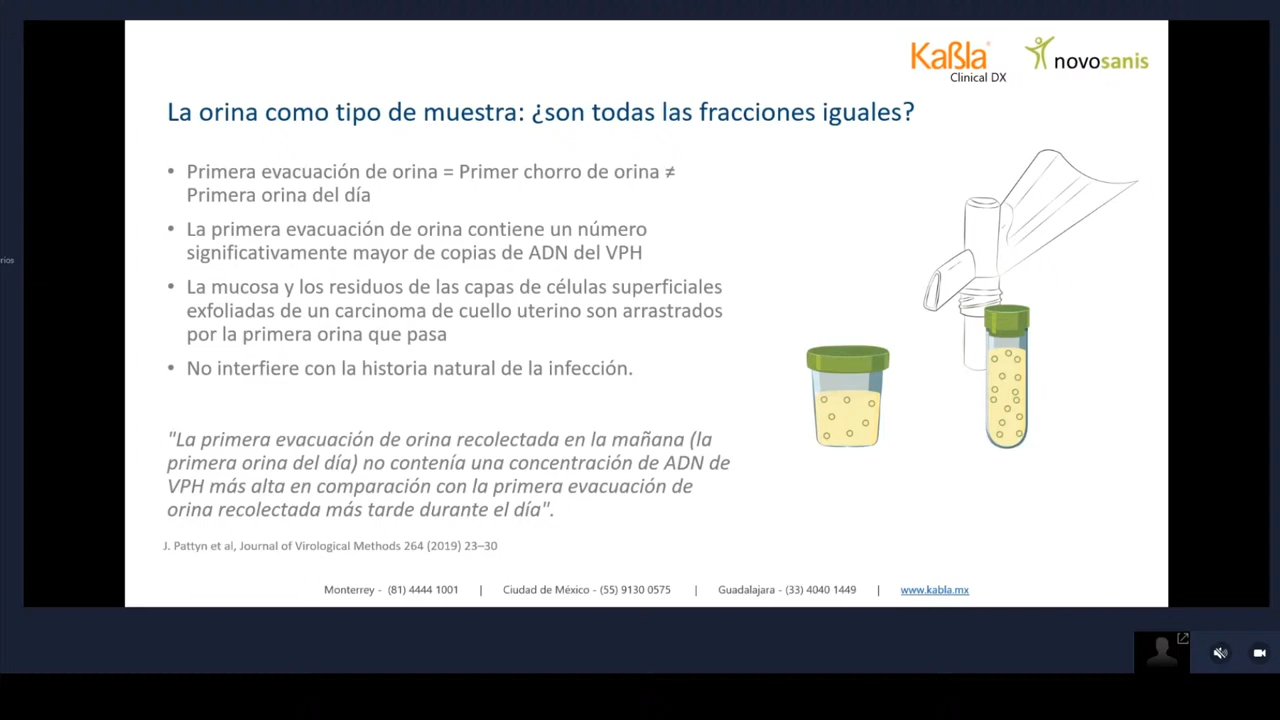 Kaßla
Clinical DX
novosanis
La orina como tipo de muestra: ¿son todas las fracciones iguales?
• Primera evacuación de orina = Primer chorro de orina ≠
Primera orina del día
• La primera evacuación de orina contiene un número
significativamente mayor de copias de ADN del VPH
• La mucosa y los residuos de las capas de células superficiales
exfoliadas de un carcinoma de cuello uterino son arrastrados
por la primera orina que pasa
• No interfiere con la historia natural de la infección.
"La primera evacuación de orina recolectada en la mañana (la
primera orina del día) no contenía una concentración de ADN de
VPH más alta en comparación con la primera evacuación de
orina recolectada más tarde durante el día".
J. Pattyn et al, Journal of Virological Methods 264 (2019) 23–30
Monterrey - (81) 4444 1001 | Ciudad de México - (55) 9130 0575 | Guadalajara - (33) 4040 1449 | www.kabla.mx
rios